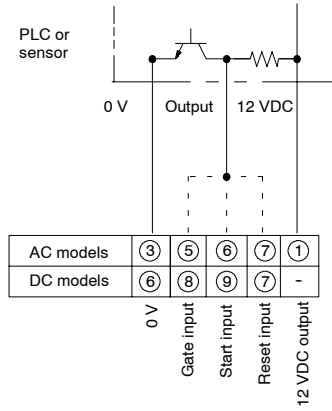 PLC or
sensor
0 V Output 12 VDC
AC models 3 5 6 7 1
DC models 6 8 9 7 -
0 V
Gate input
Start input
Reset input
12 VDC output